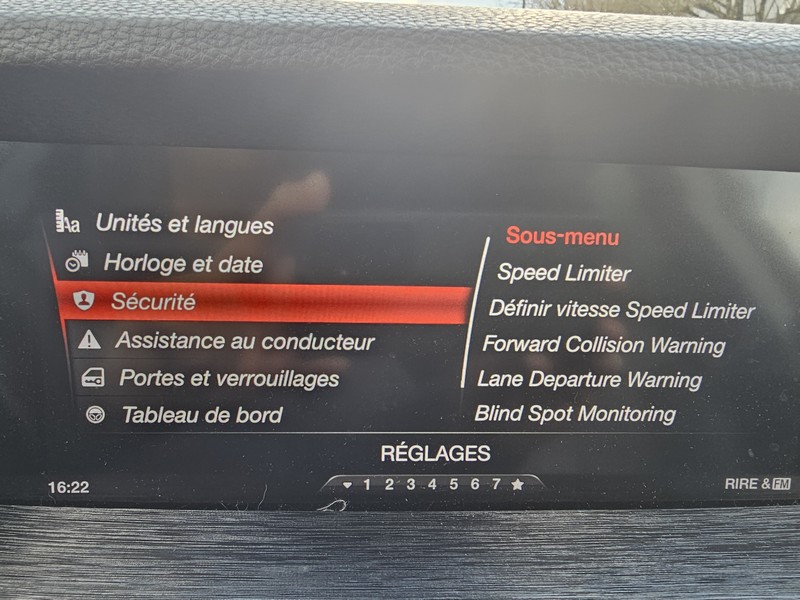 Unités et langues
Horloge et date
Sécurité
Assistance au conducteur
Portes et verrouillages
Tableau de bord
Sous-menu
Speed Limiter
Définir vitesse Speed Limiter
Forward Collision Warning
Lane Departure Warning
Blind Spot Monitoring
RÉGLAGES
16:22
1 2 3 4 5 6 7
RIRE & FM